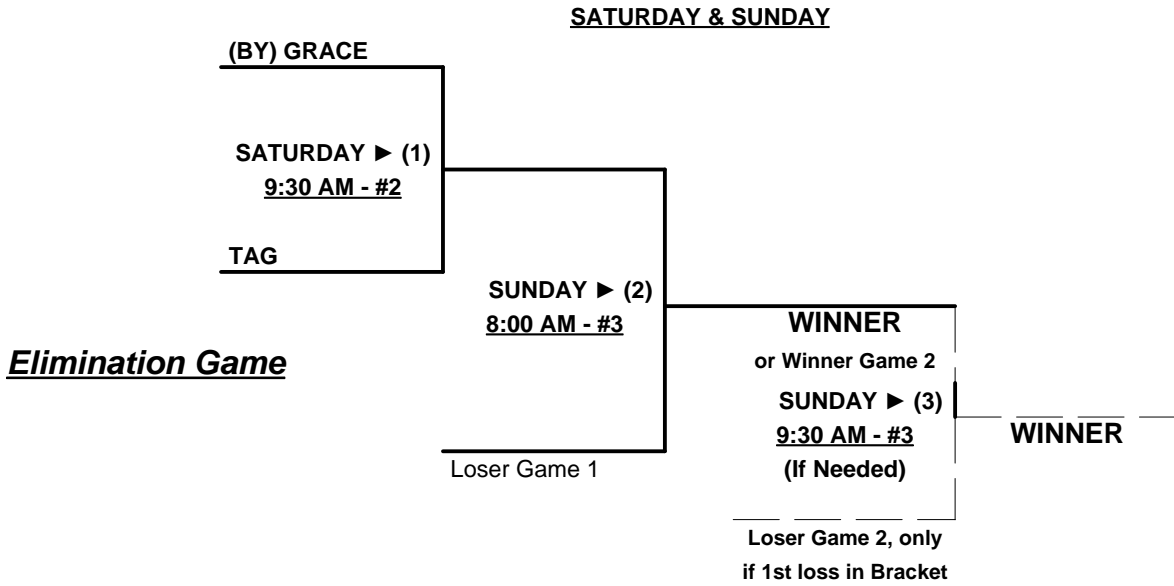 SATURDAY & SUNDAY
(BY) GRACE
SATURDAY ► (1)
9:30 AM - #2
TAG
SUNDAY ► (2)
8:00 AM - #3
WINNER
or Winner Game 2
Elimination Game
SUNDAY ► (3)
9:30 AM - #3
WINNER
(If Needed)
Loser Game 1
Loser Game 2, only
if 1st loss in Bracket